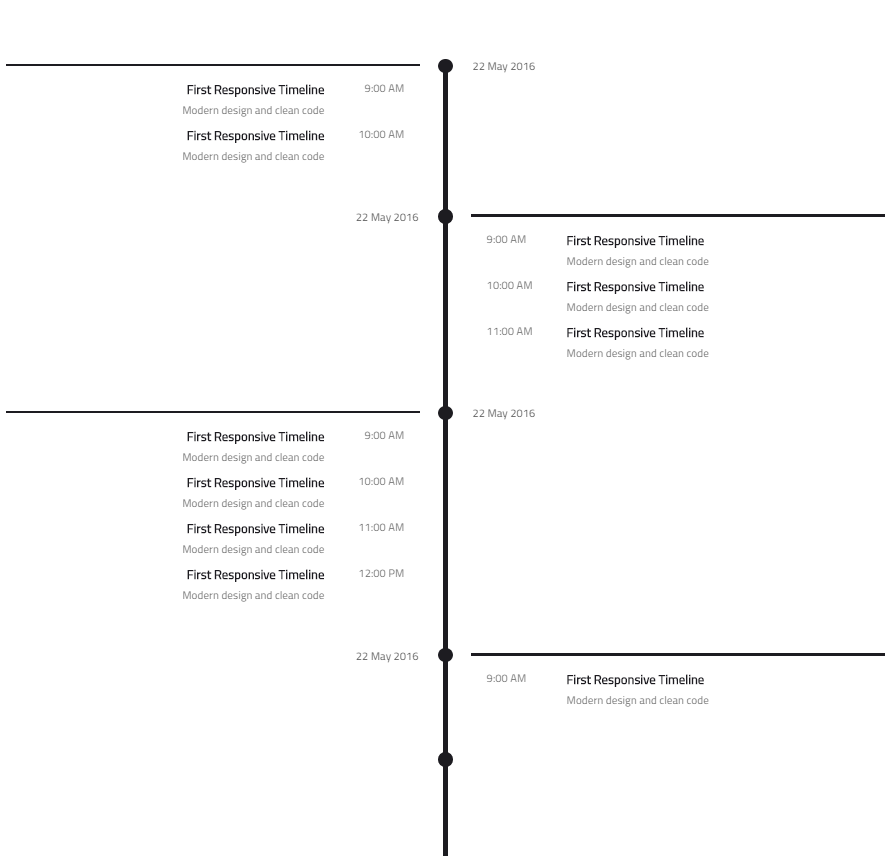 22 May 2016
First Responsive Timeline 9:00 AM
Modern design and clean code
First Responsive Timeline 10:00 AM
Modern design and clean code
22 May 2016
9:00 AM First Responsive Timeline
Modern design and clean code
10:00 AM First Responsive Timeline
Modern design and clean code
11:00 AM First Responsive Timeline
Modern design and clean code
22 May 2016
First Responsive Timeline 9:00 AM
Modern design and clean code
First Responsive Timeline 10:00 AM
Modern design and clean code
First Responsive Timeline 11:00 AM
Modern design and clean code
First Responsive Timeline 12:00 PM
Modern design and clean code
22 May 2016
9:00 AM First Responsive Timeline
Modern design and clean code